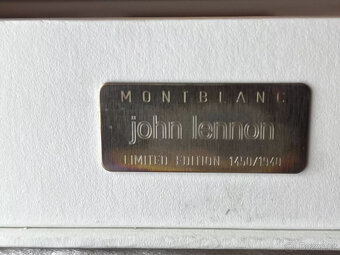 MONTBLANC
john lennon
LIMITED EDITION 1450/1940